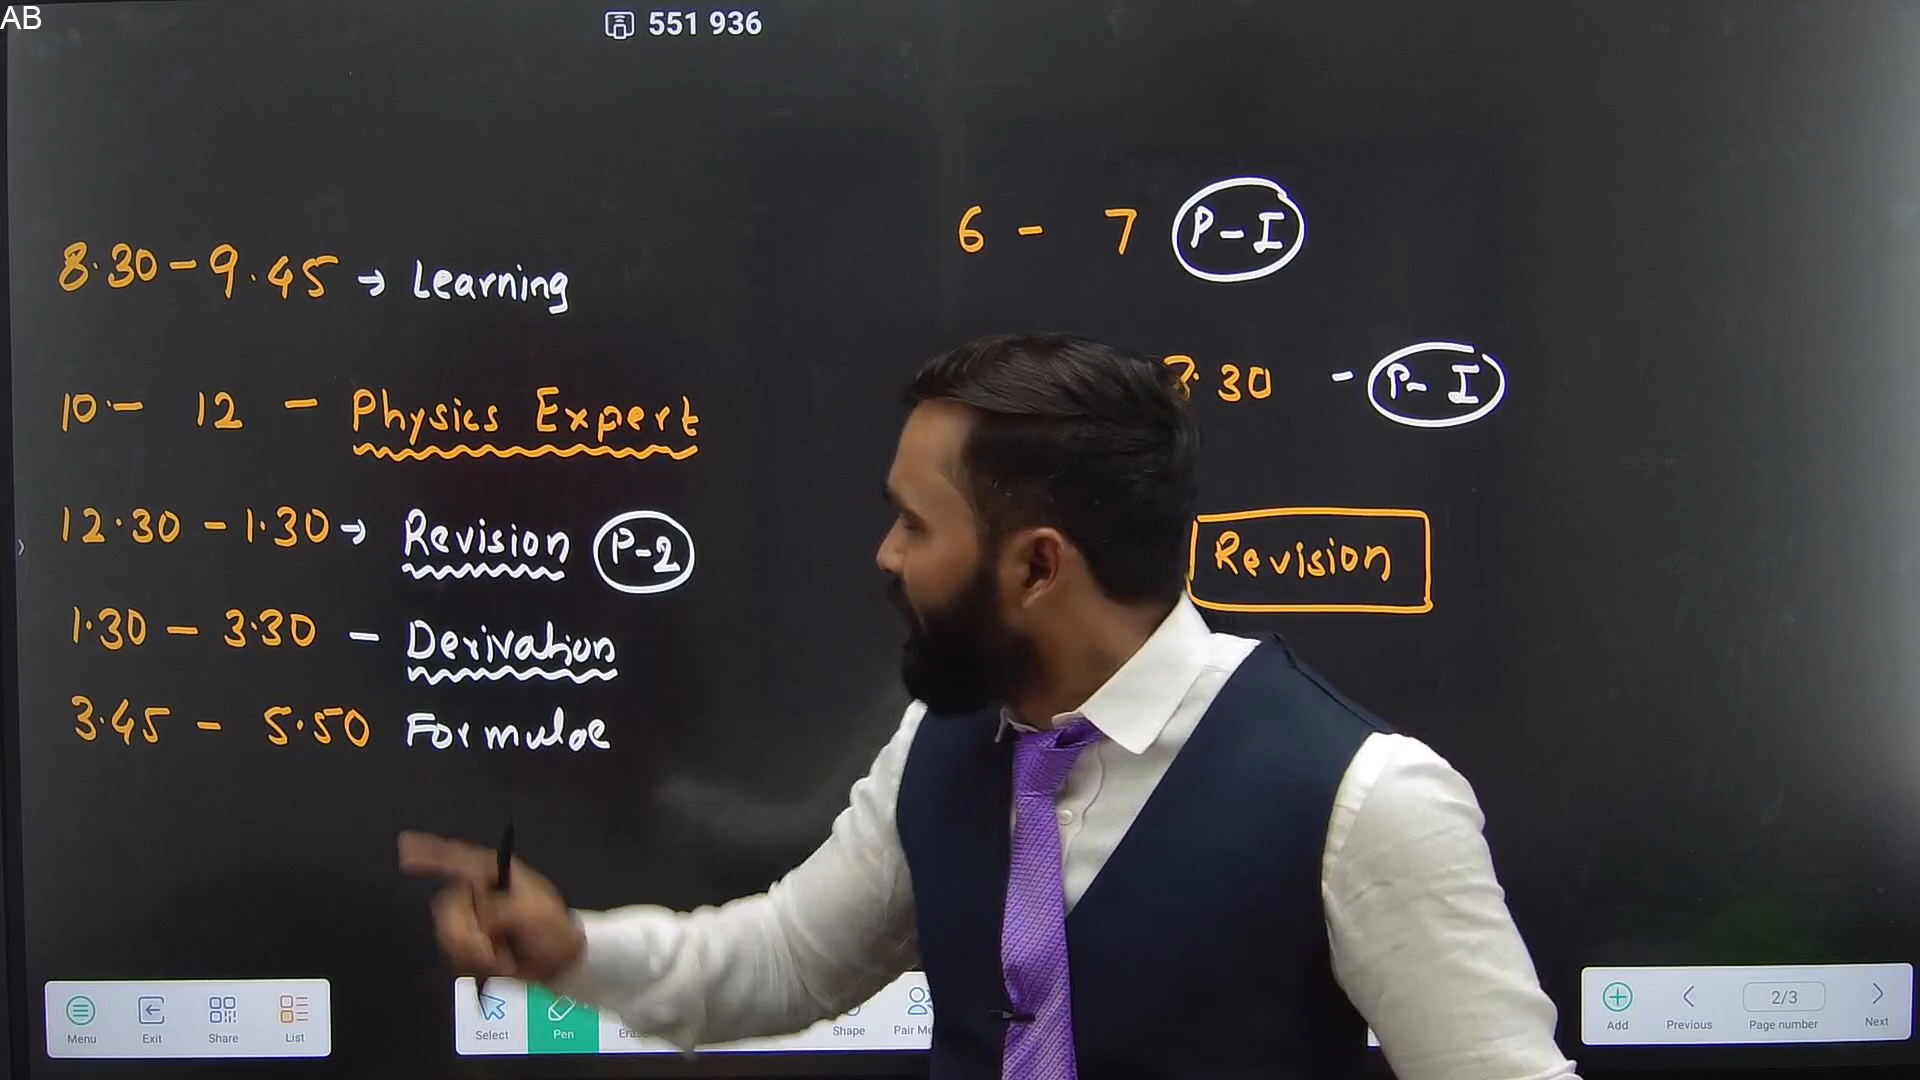 AB
551 936
8.30 - 9.45 → Learning
10 - 12 - Physics Expert
12.30 - 1.30 → Revision P-2
1.30 - 3.30 - Derivation
3.45 - 5.50 Formulae
6 - 7 P-I
30 - P-I
Revision
Menu
Exit
Share
List
Select
Pen
Shape
Add
Previous
2/3
Page number
Next